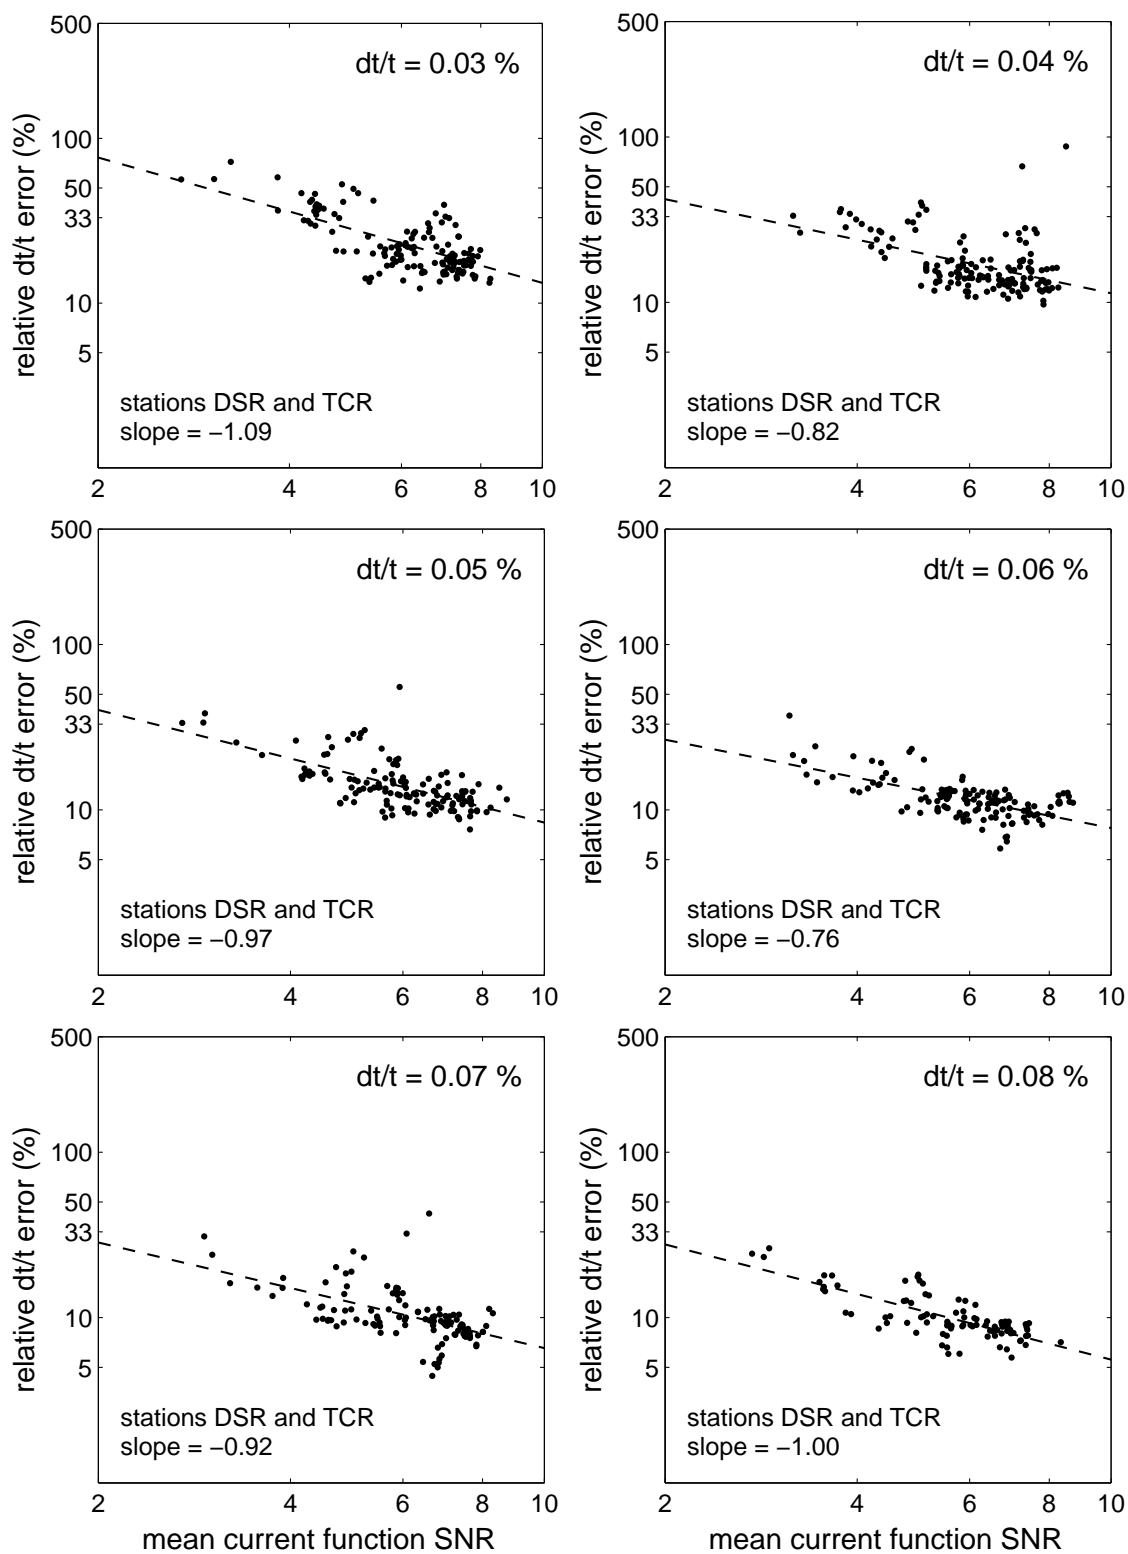 500
100
50
33
10
5
relative dt/t error (%)
dt/t = 0.03 %
stations DSR and TCR
slope = −1.09
2 4 6 8 10
500
100
50
33
10
5
relative dt/t error (%)
dt/t = 0.04 %
stations DSR and TCR
slope = −0.82
2 4 6 8 10
500
100
50
33
10
5
relative dt/t error (%)
dt/t = 0.05 %
stations DSR and TCR
slope = −0.97
2 4 6 8 10
500
100
50
33
10
5
relative dt/t error (%)
dt/t = 0.06 %
stations DSR and TCR
slope = −0.76
2 4 6 8 10
500
100
50
33
10
5
relative dt/t error (%)
dt/t = 0.07 %
stations DSR and TCR
slope = −0.92
2 4 6 8 10
mean current function SNR
500
100
50
33
10
5
relative dt/t error (%)
dt/t = 0.08 %
stations DSR and TCR
slope = −1.00
2 4 6 8 10
mean current function SNR